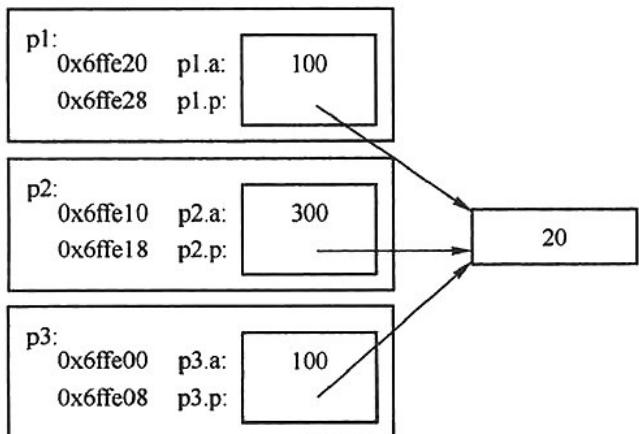 p1:
0x6ffe20 p1.a: 100
0x6ffe28 p1.p:
p2:
0x6ffe10 p2.a: 300
0x6ffe18 p2.p:
20
p3:
0x6ffe00 p3.a: 100
0x6ffe08 p3.p: